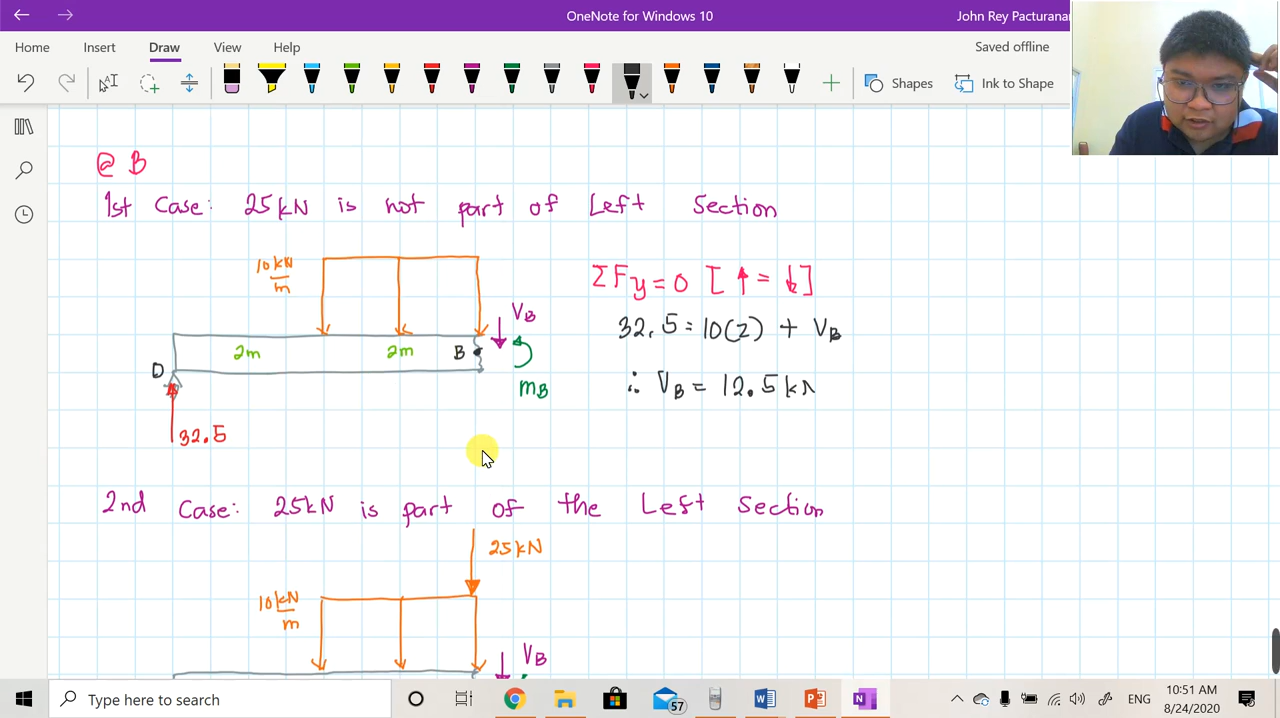 OneNote for Windows 10
John Rey Pacturana
Home Insert Draw View Help
Saved offline
Shapes
Ink to Shape
@ B
1st Case: 25kN is not part of Left Section
10kN
m
ΣFy=0 [↑=↓]
VB
32.5=10(2) + VB
2m
2m
B
D
mB
∴ VB = 12.5kN
32.5
2nd Case: 25kN is part of the Left Section
25kN
10kN
m
VB
Type here to search
57
ENG
10:51 AM
8/24/2020